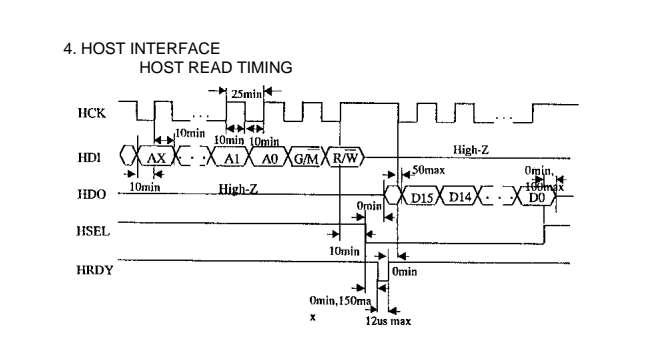 4. HOST INTERFACE
HOST READ TIMING
25min
HCK
10min
10min 10min
HDI
AX
A1
A0
G/M
R/W
High-Z
10min
High-Z
50max
0min,
100max
HDO
D15
D14
D0
0min
HSEL
10min
HRDY
0min
0min,150ma
x
12us max